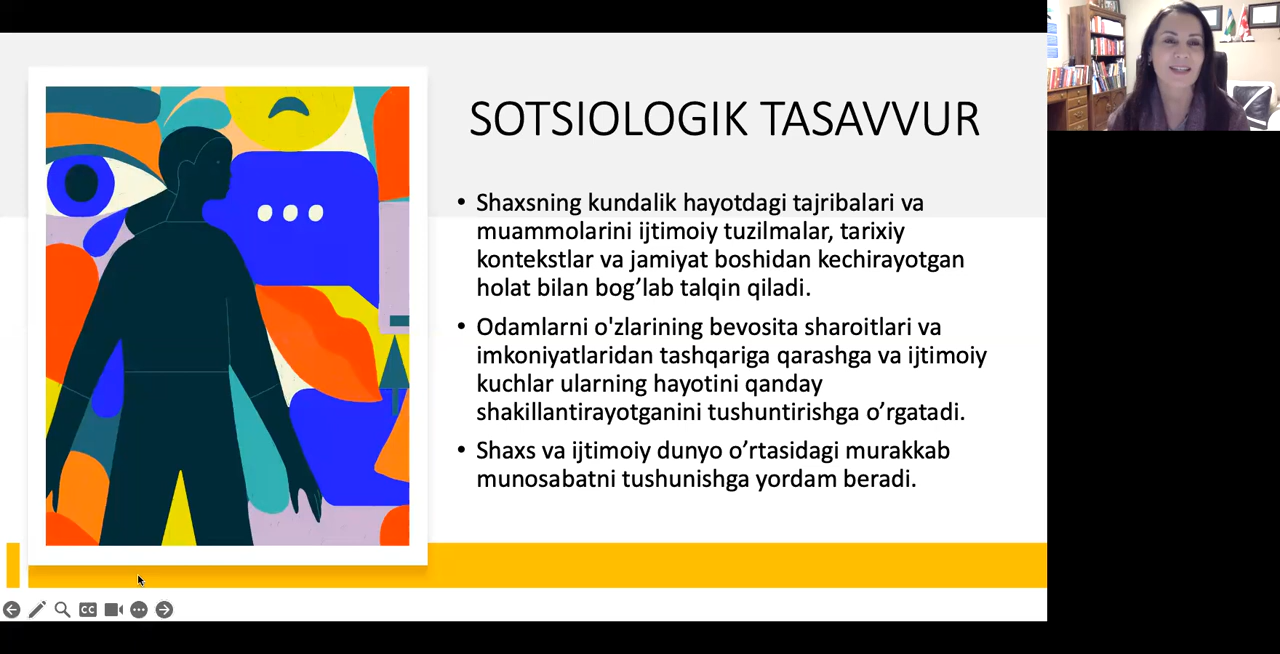 SOTSIOLOGIK TASAVVUR
• Shaxsning kundalik hayotdagi tajribalari va
muammolarini ijtimoiy tuzilmalar, tarixiy
kontekstlar va jamiyat boshidan kechirayotgan
holat bilan bog’lab talqin qiladi.
• Odamlarni o'zlarining bevosita sharoitlari va
imkoniyatlaridan tashqariga qarashga va ijtimoiy
kuchlar ularning hayotini qanday
shakillantirayotganini tushuntirishga o’rgatadi.
• Shaxs va ijtimoiy dunyo o’rtasidagi murakkab
munosabatni tushunishga yordam beradi.
CC